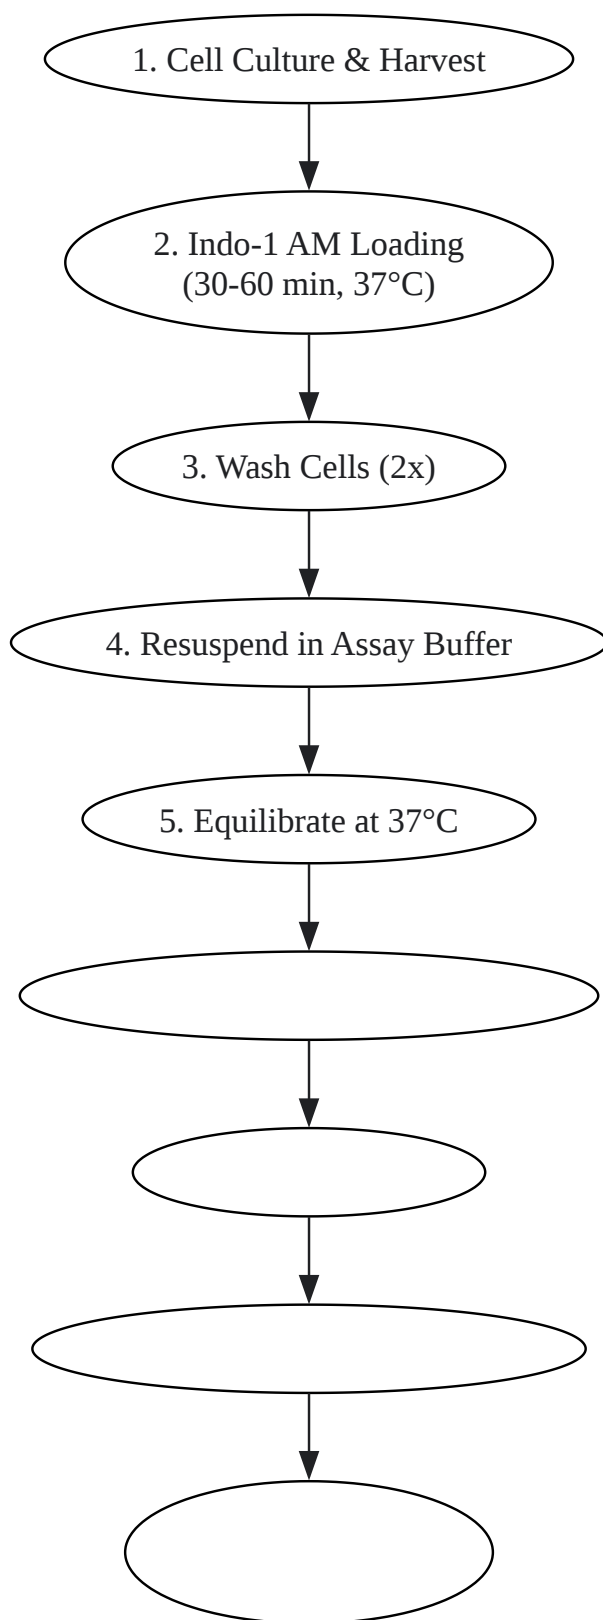 1. Cell Culture & Harvest
2. Indo-1 AM Loading
(30-60 min, 37°C)
3. Wash Cells (2x)
4. Resuspend in Assay Buffer
5. Equilibrate at 37°C